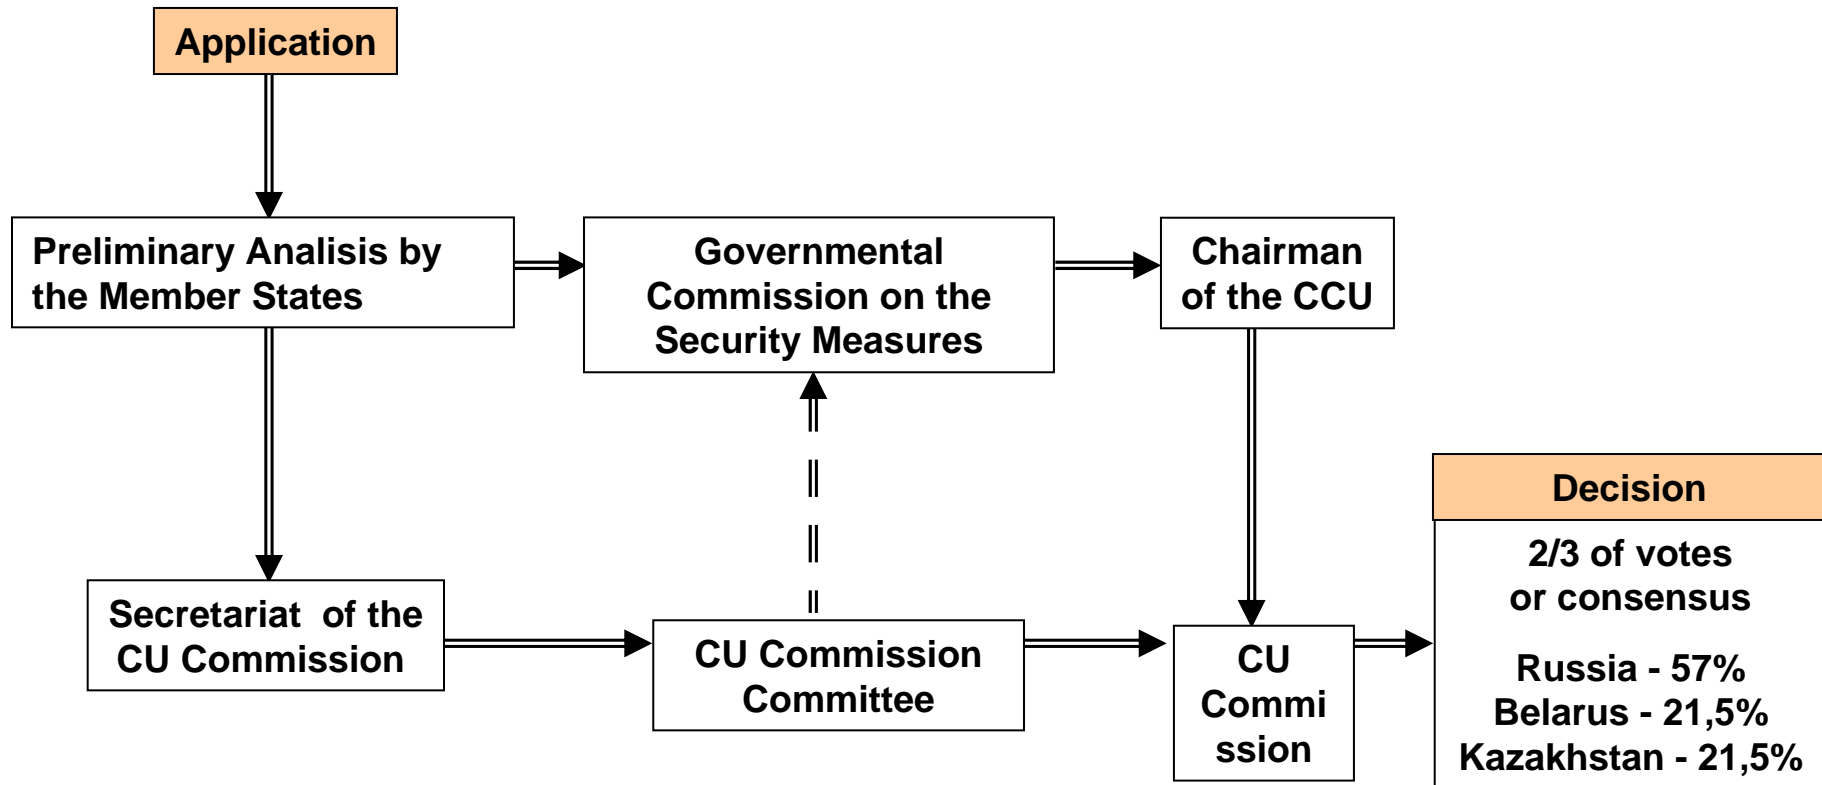 Application
Preliminary Analisis by
the Member States
Governmental
Commission on the
Security Measures
Chairman
of the CCU
Secretariat of the
CU Commission
CU Commission
Committee
CU
Commi
ssion
Decision
2/3 of votes
or consensus
Russia - 57%
Belarus - 21,5%
Kazakhstan - 21,5%